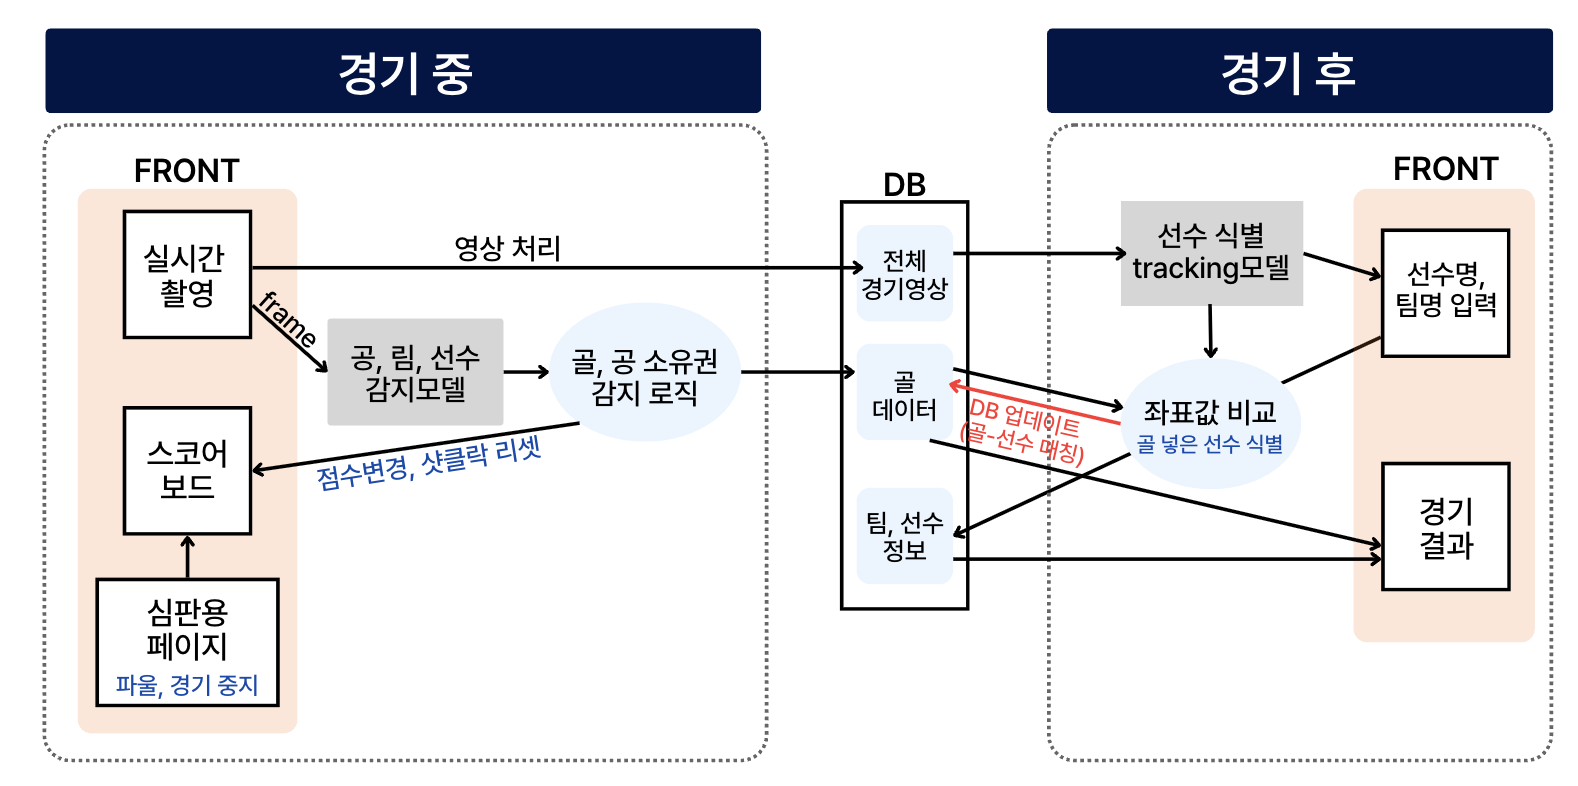 경기 중
경기 후
FRONT
실시간
촬영
스코어
보드
심판용
페이지
파울, 경기 중지
영상 처리
frame
공, 림, 선수
감지모델
골, 공 소유권
감지 로직
점수변경, 샷클락 리셋
DB
전체
경기영상
골
데이터
팀, 선수
정보
DB 업데이트
(골-선수 매칭)
선수 식별
tracking모델
좌표값 비교
골 넣은 선수 식별
FRONT
선수명,
팀명 입력
경기
결과